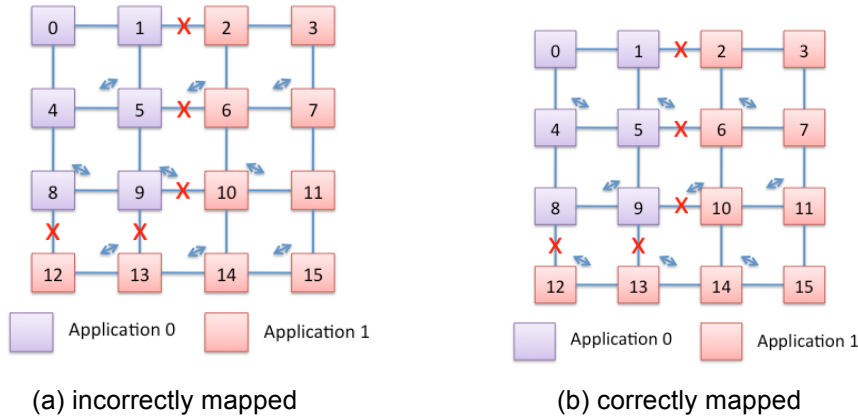 0 1 X 2 3
4 5 X 6 7
8 9 X 10 11
X X
12 13 14 15
Application 0 Application 1
(a) incorrectly mapped
0 1 X 2 3
4 5 X 6 7
8 9 X 10 11
X X
12 13 14 15
Application 0 Application 1
(b) correctly mapped